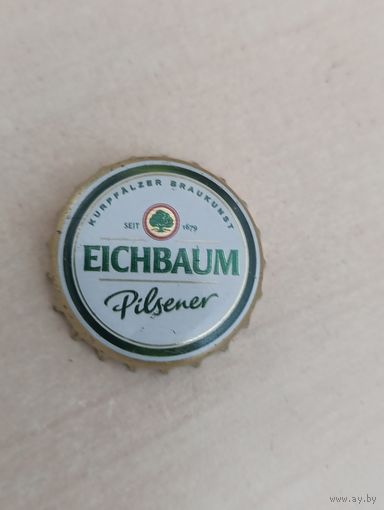 KURPFÄLZER BRAUKUNST
SEIT 1679
EICHBAUM
Pilsener
www.ay.by